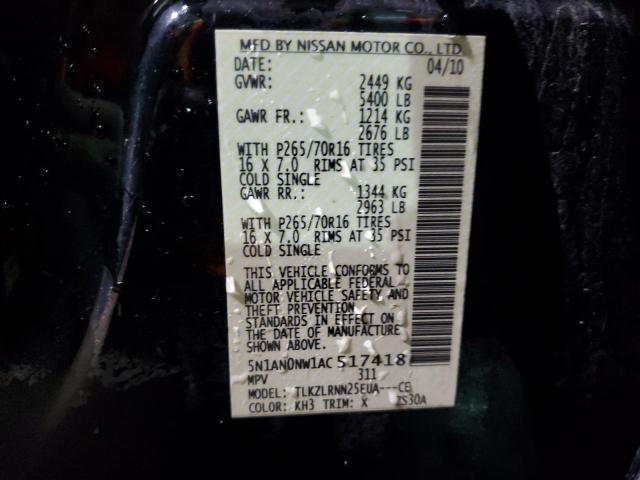 MFD BY NISSAN MOTOR CO., LTD.
DATE: 04/10
GVWR: 2449 KG
5400 LB
GAWR FR.: 1214 KG
2676 LB
WITH P265/70R16 TIRES
16 X 7.0 RIMS AT 35 PSI
COLD SINGLE
GAWR RR.: 1344 KG
2963 LB
WITH P265/70R16 TIRES
16 X 7.0 RIMS AT 35 PSI
COLD SINGLE
THIS VEHICLE CONFORMS TO
ALL APPLICABLE FEDERAL
MOTOR VEHICLE SAFETY AND
THEFT PREVENTION
STANDARDS IN EFFECT ON
THE DATE OF MANUFACTURE
SHOWN ABOVE.
5N1AN0NW1AC 517418
MPV 311
MODEL: TLKZLRNN25EUA---CE
COLOR: KH3 TRIM: X ZS30A